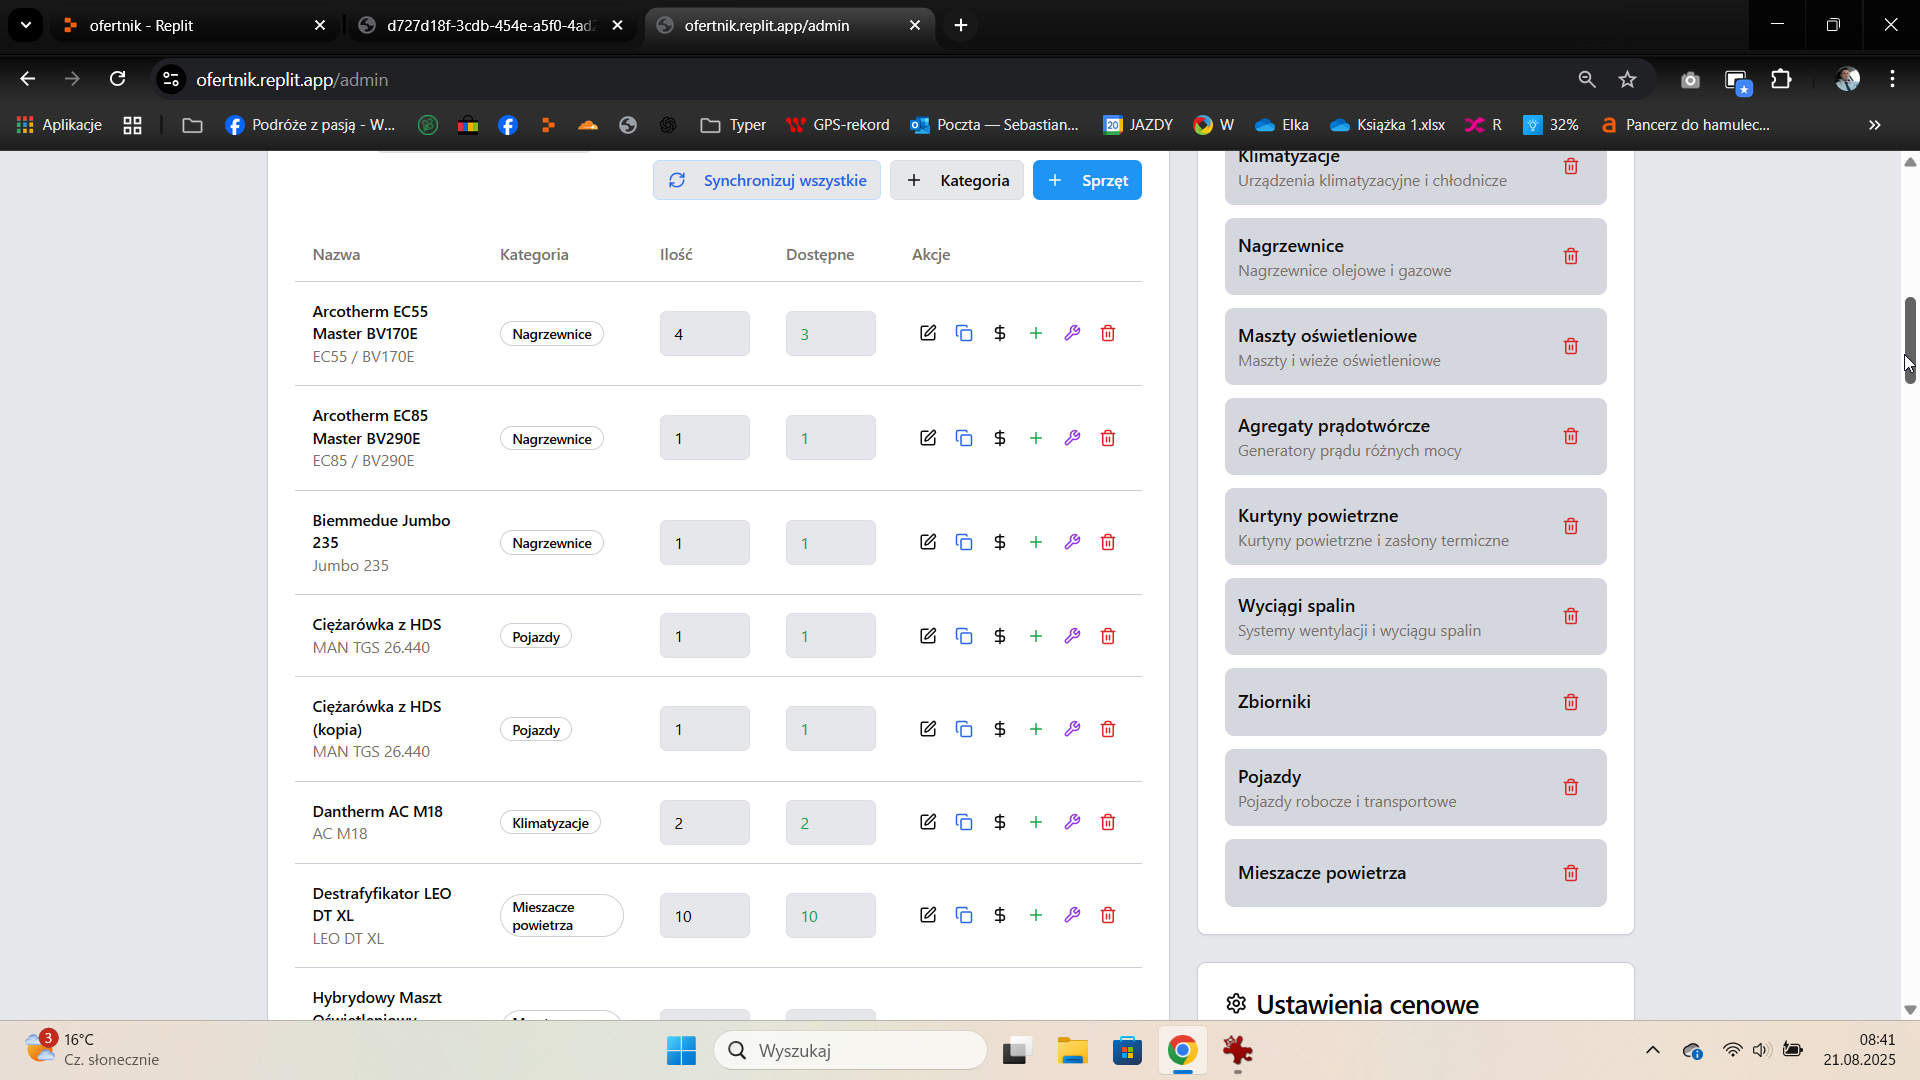 ofertnik - Replit
d727d18f-3cdb-454e-a5f0-4ad
ofertnik.replit.app/admin
ofertnik.replit.app/admin
Aplikacje
Podróże z pasją - W...
Typer
GPS-rekord
Poczta — Sebastian...
20
JAZDY
W
Elka
Książka 1.xlsx
R
32%
Pancerz do hamulec...
Synchronizuj wszystkie
Kategoria
Sprzęt
Nazwa
Kategoria
Ilość
Dostępne
Akcje
Arcotherm EC55
Master BV170E
EC55 / BV170E
Nagrzewnice
4
3
Arcotherm EC85
Master BV290E
EC85 / BV290E
Nagrzewnice
1
1
Biemmedue Jumbo
235
Jumbo 235
Nagrzewnice
1
1
Ciężarówka z HDS
MAN TGS 26.440
Pojazdy
1
1
Ciężarówka z HDS
(kopia)
MAN TGS 26.440
Pojazdy
1
1
Dantherm AC M18
AC M18
Klimatyzacje
2
2
Destrafyfikator LEO
DT XL
LEO DT XL
Mieszacze
powietrza
10
10
Hybrydowy Maszt
Oświetleniowy
Klimatyzacje
Urządzenia klimatyzacyjne i chłodnicze
Nagrzewnice
Nagrzewnice olejowe i gazowe
Maszty oświetleniowe
Maszty i wieże oświetleniowe
Agregaty prądotwórcze
Generatory prądu różnych mocy
Kurtyny powietrzne
Kurtyny powietrzne i zasłony termiczne
Wyciągi spalin
Systemy wentylacji i wyciągu spalin
Zbiorniki
Pojazdy
Pojazdy robocze i transportowe
Mieszacze powietrza
Ustawienia cenowe
3
16°C
Cz. słonecznie
Wyszukaj
08:41
21.08.2025